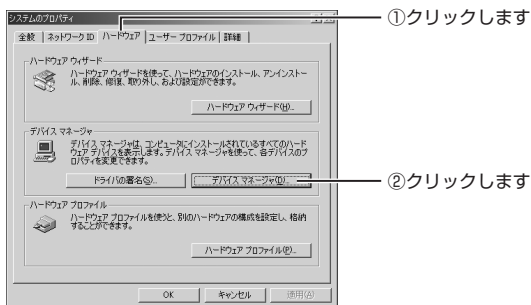 システムのプロパティ
①クリックします
全般 ネットワーク ID ハードウェア ユーザー プロファイル 詳細
ハードウェア ウィザード
ハードウェア ウィザードを使って、ハードウェアのインストール、アンインストー
ル、削除、修復、取り外し、および設定ができます。
ハードウェア ウィザード(H)...
デバイス マネージャ
デバイス マネージャは、コンピュータにインストールされているすべてのハード
ウェア デバイスを表示します。デバイス マネージャを使って、各デバイスのプ
ロパティを変更できます。
ドライバの署名(S)... デバイス マネージャ(D)...
②クリックします
ハードウェア プロファイル
ハードウェア プロファイルを使うと、別のハードウェアの構成を設定し、格納
することができます。
ハードウェア プロファイル(P)...
OK キャンセル 適用(A)